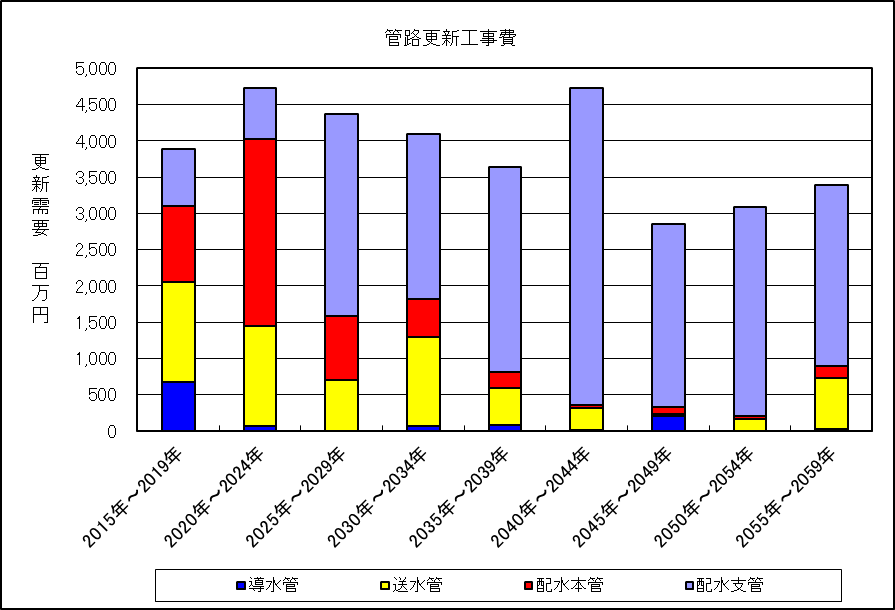 管路更新工事費
更新需要　百万円
5,000
4,500
4,000
3,500
3,000
2,500
2,000
1,500
1,000
500
0
2015年～2019年
2020年～2024年
2025年～2029年
2030年～2034年
2035年～2039年
2040年～2044年
2045年～2049年
2050年～2054年
2055年～2059年
導水管 送水管 配水本管 配水支管